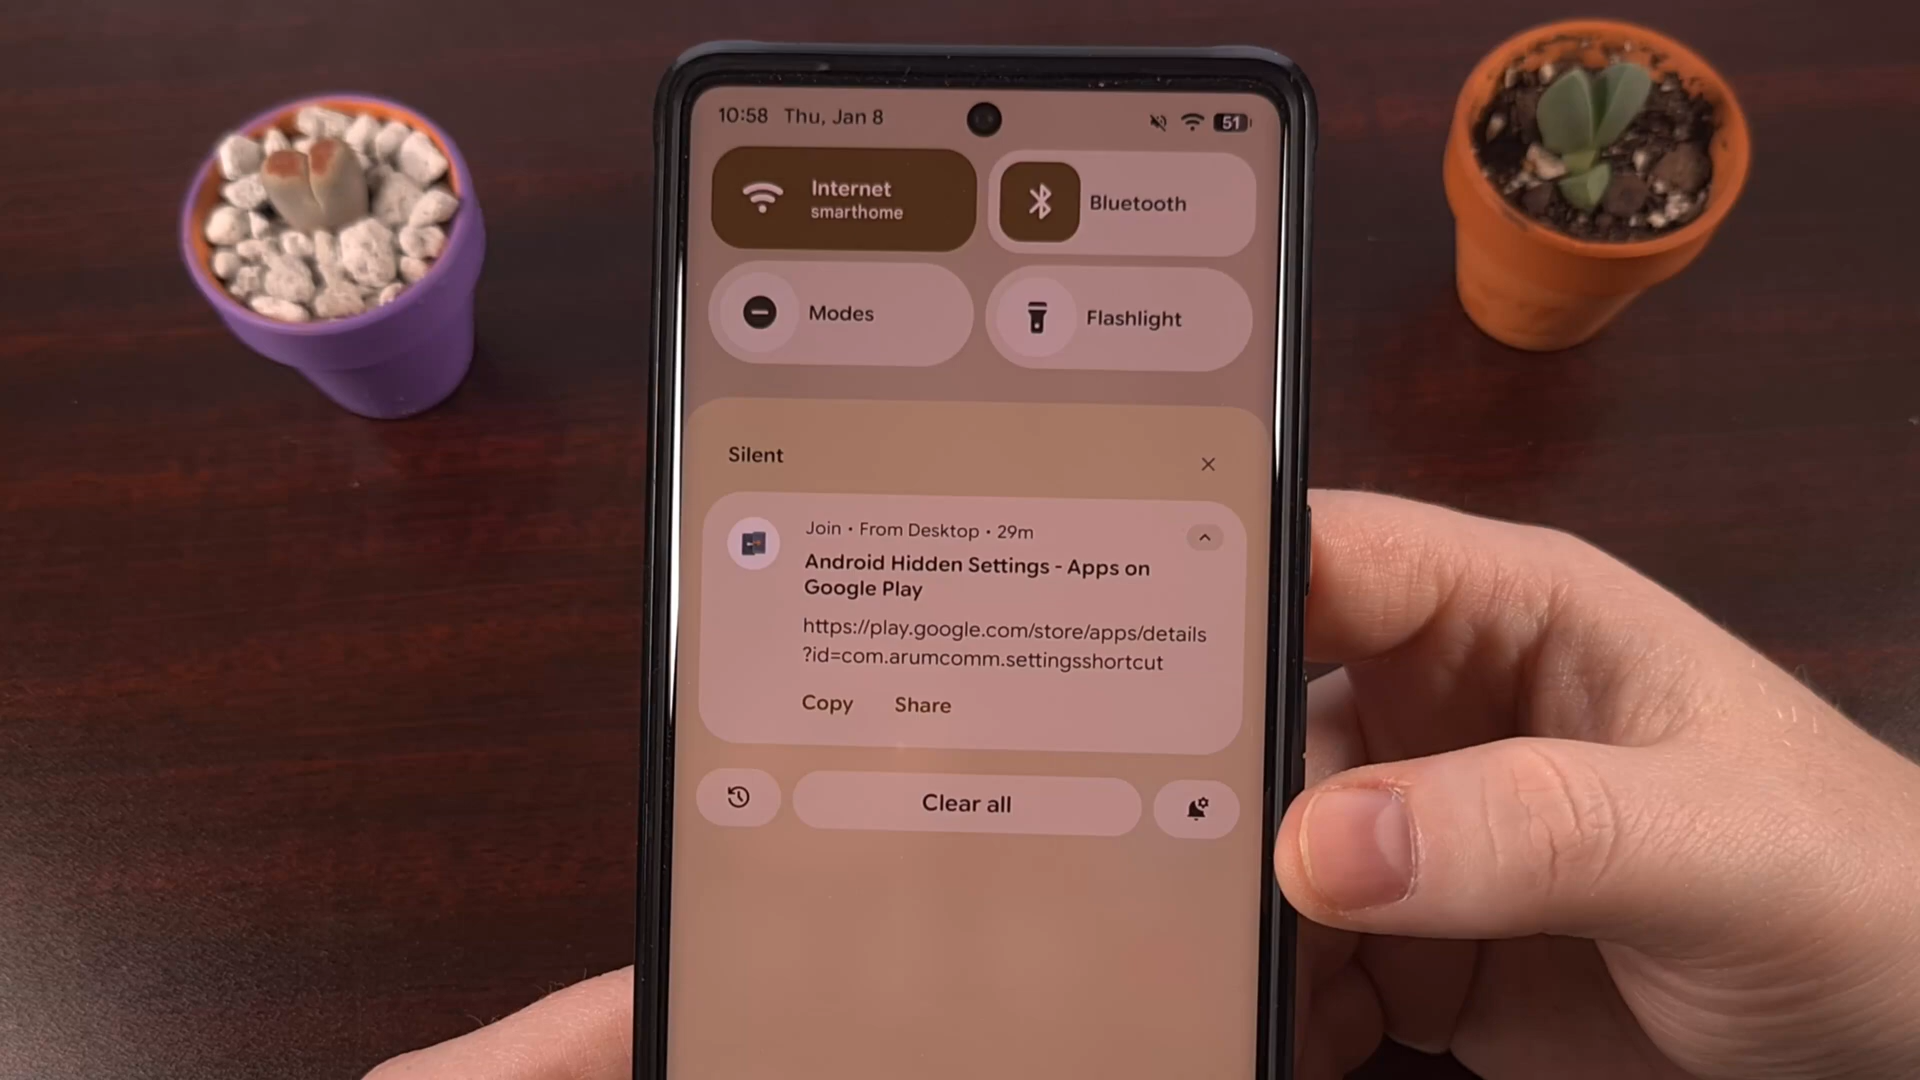 10:58 Thu, Jan 8
51
Internet
smarthome
Bluetooth
Modes
Flashlight
Silent
Join • From Desktop • 29m
Android Hidden Settings - Apps on
Google Play
https://play.google.com/store/apps/details
?id=com.arumcomm.settingsshortcut
Copy Share
Clear all